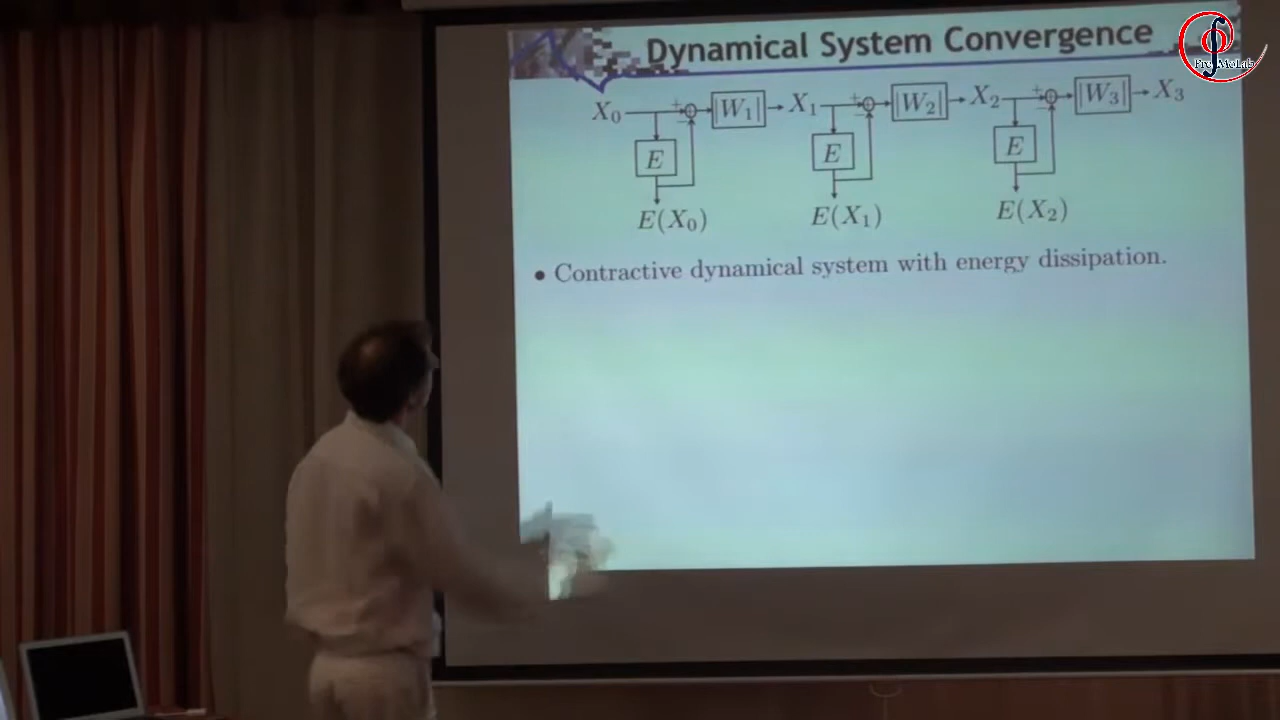 Dynamical System Convergence
PreMoLab
X₀ + |W₁| X₁ + |W₂| X₂ + |W₃| X₃
E E E
E(X₀) E(X₁) E(X₂)
• Contractive dynamical system with energy dissipation.